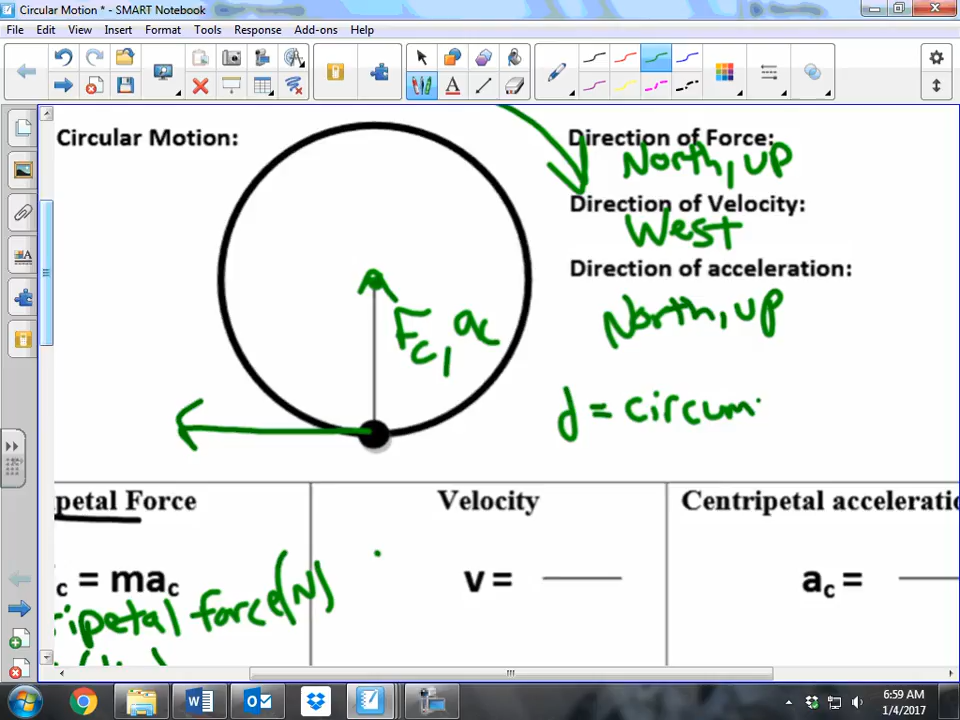 Circular Motion * - SMART Notebook
File Edit View Insert Format Tools Response Add-ons Help
Circular Motion:
Direction of Force:
North, up
Direction of Velocity:
West
Direction of acceleration:
North, up
Fc, ac
d = circum
petal Force
Velocity
Centripetal acceleratio
c = mac
v =
ac =
ripetal force (N)
6:59 AM
1/4/2017